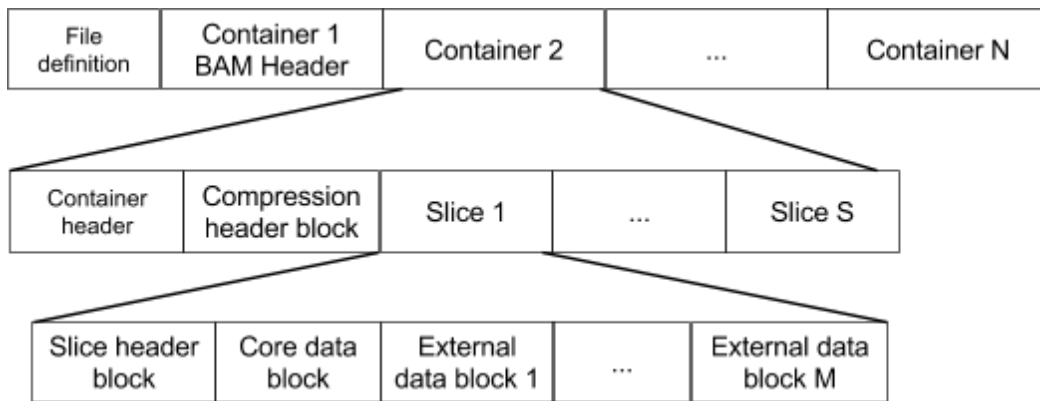 File
definition
Container 1
BAM Header
Container 2
...
Container N
Container
header
Compression
header block
Slice 1
...
Slice S
Slice header
block
Core data
block
External
data block 1
...
External data
block M